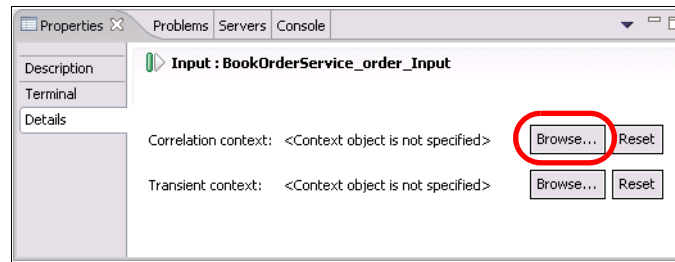 Properties Problems Servers Console
Input : BookOrderService_order_Input
Description
Terminal
Details
Correlation context: <Context object is not specified> Browse... Reset
Transient context: <Context object is not specified> Browse... Reset